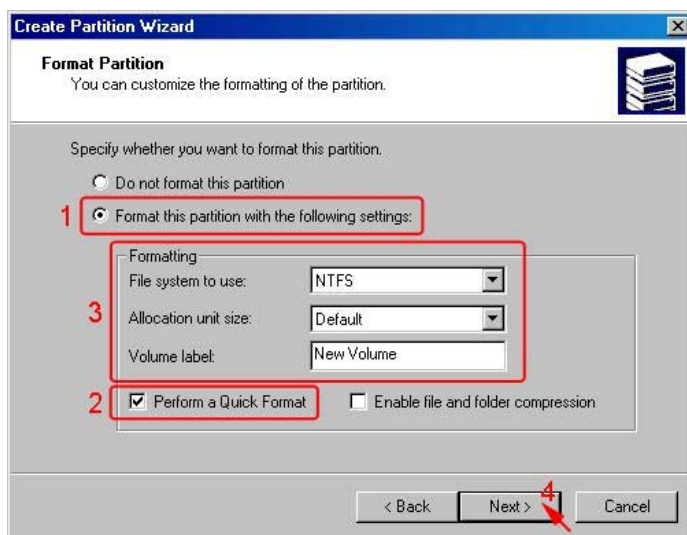 Create Partition Wizard
Format Partition
You can customize the formatting of the partition.
Specify whether you want to format this partition.
Do not format this partition
1 Format this partition with the following settings:
Formatting
File system to use: NTFS
3
Allocation unit size: Default
Volume label: New Volume
2 Perform a Quick Format Enable file and folder compression
4
< Back Next > Cancel